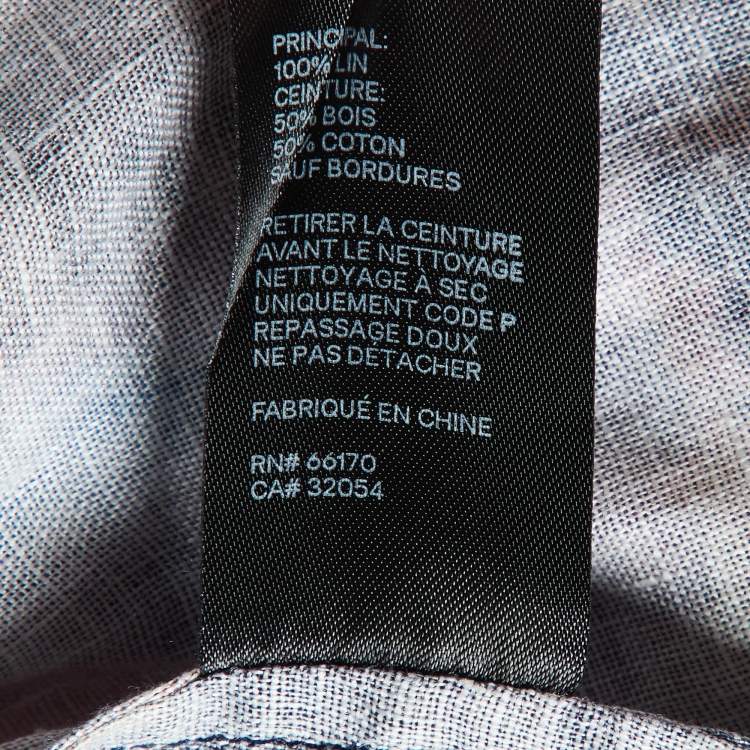 PRINCIPAL:
100% LIN
CEINTURE:
50% BOIS
50% COTON
SAUF BORDURES
RETIRER LA CEINTURE
AVANT LE NETTOYAGE
NETTOYAGE À SEC
UNIQUEMENT CODE P
REPASSAGE DOUX
NE PAS DÉTACHER
FABRIQUÉ EN CHINE
RN# 66170
CA# 32054